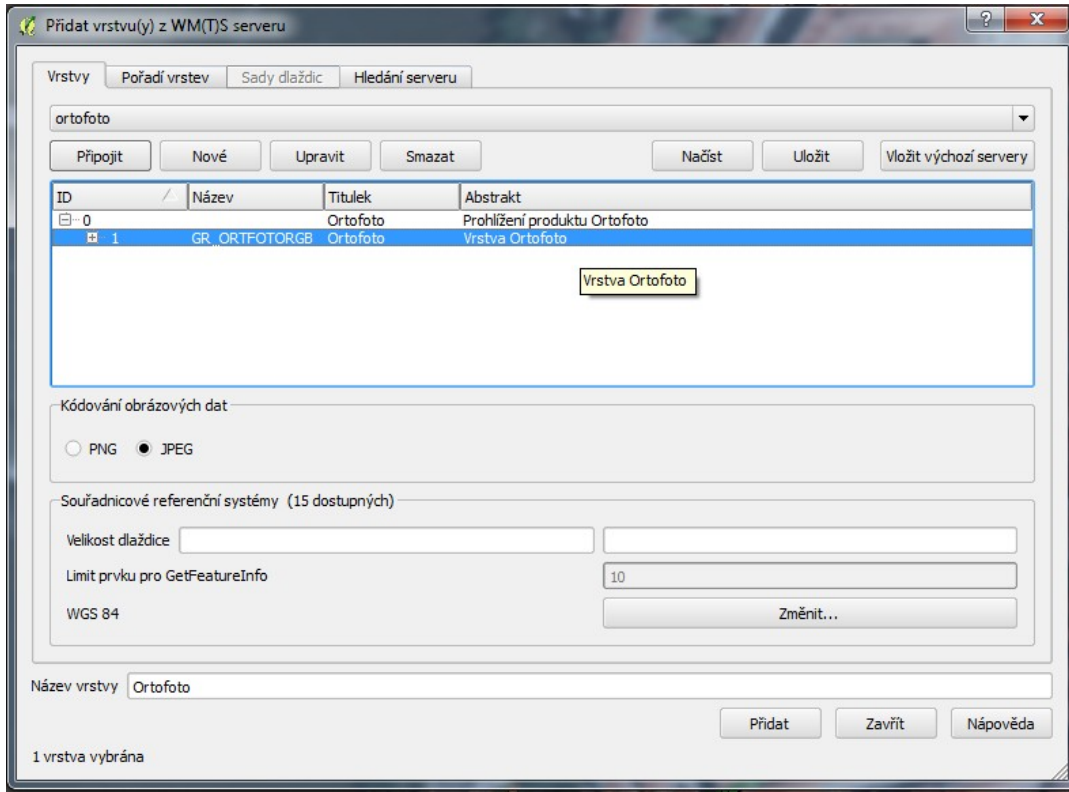 Přidat vrstvu(y) z WM(T)S serveru
Vrstvy Pořadí vrstev Sady dlaždic Hledání serveru
ortofoto
Připojit Nové Upravit Smazat Načíst Uložit Vložit výchozí servery
ID Název Titulek Abstrakt
0 Ortofoto Prohlížení produktu Ortofoto
1 GR_ORTFOTORGB Ortofoto Vrstva Ortofoto
Vrstva Ortofoto
Kódování obrázových dat
PNG JPEG
Souřadnicové referenční systémy (15 dostupných)
Velikost dlaždice
Limit prvku pro GetFeatureInfo 10
WGS 84 Změnit...
Název vrstvy Ortofoto
Přidat Zavřít Nápověda
1 vrstva vybrána